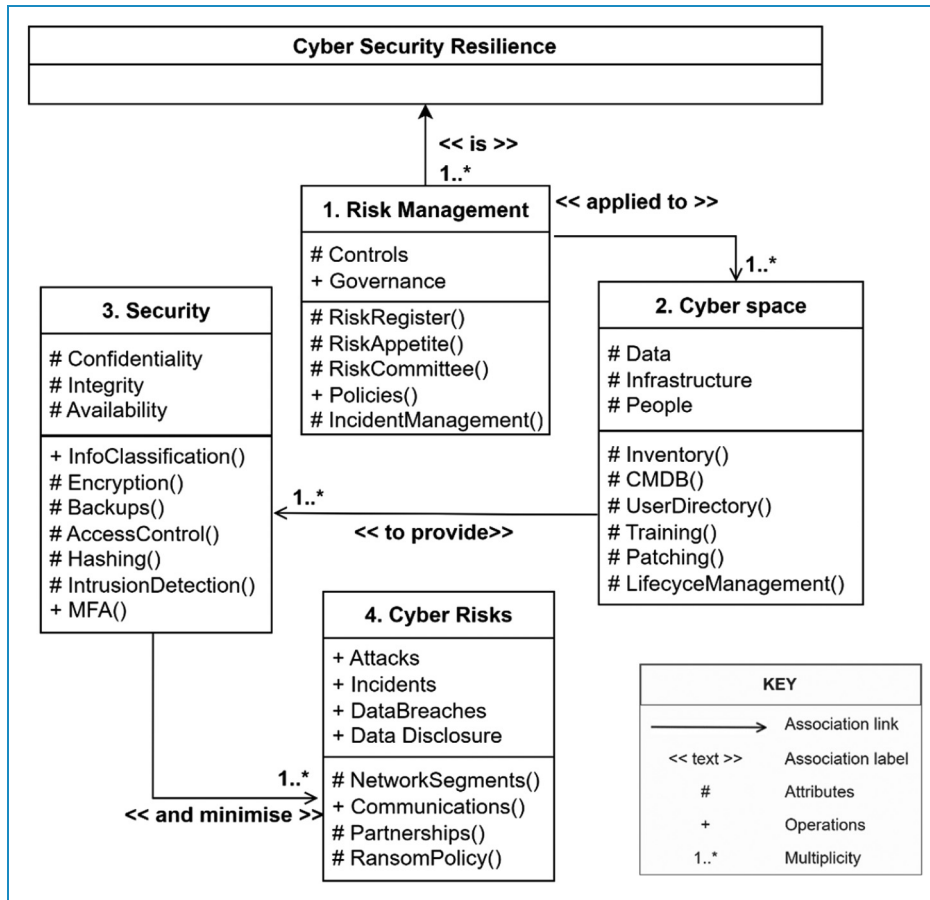 Cyber Security Resilience
<< is >>
1..*
1. Risk Management
# Controls
+ Governance
# RiskRegister()
# RiskAppetite()
# RiskCommittee()
+ Policies()
# IncidentManagement()
<< applied to >>
1..*
2. Cyber space
# Data
# Infrastructure
# People
# Inventory()
# CMDB()
# UserDirectory()
# Training()
# Patching()
# LifecyceManagement()
1..*
<< to provide>>
3. Security
# Confidentiality
# Integrity
# Availability
+ InfoClassification()
# Encryption()
# Backups()
# AccessControl()
# Hashing()
# IntrusionDetection()
+ MFA()
1..*
<< and minimise >>
4. Cyber Risks
+ Attacks
+ Incidents
+ DataBreaches
+ Data Disclosure
# NetworkSegments()
+ Communications()
# Partnerships()
# RansomPolicy()
KEY
Association link
<< text >> Association label
# Attributes
+ Operations
1..* Multiplicity